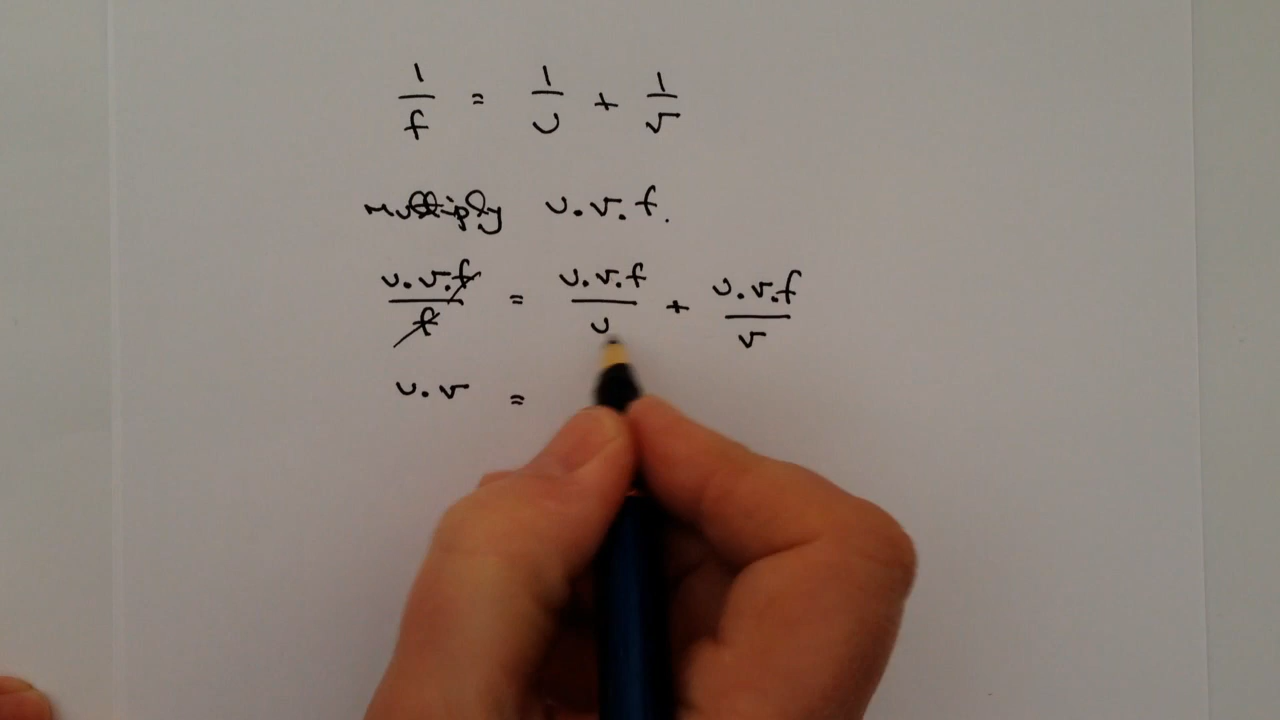 1/f = 1/u + 1/v
multiply u.v.f.
u.v.f/f = u.v.f/u + u.v.f/v
u.v =